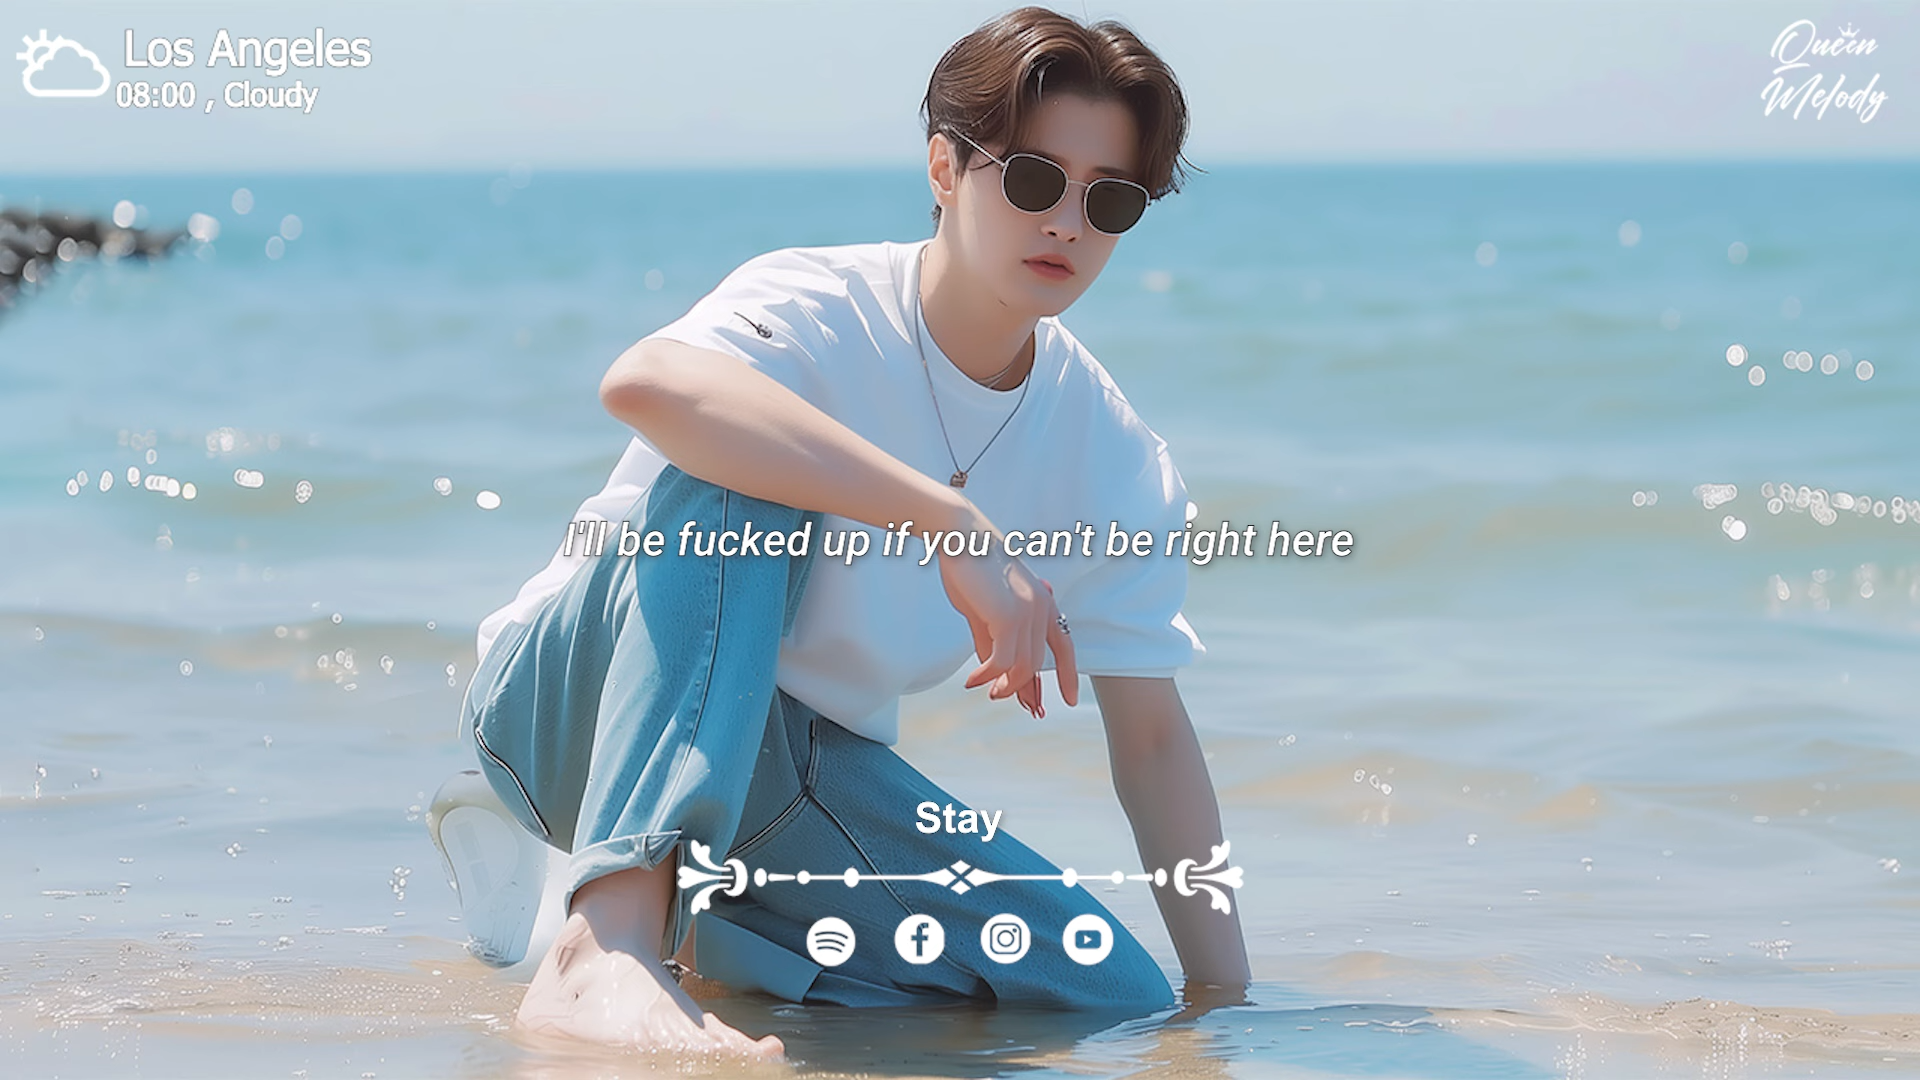 Los Angeles
08:00 , Cloudy
Queen
Melody
I'll be fucked up if you can't be right here
Stay